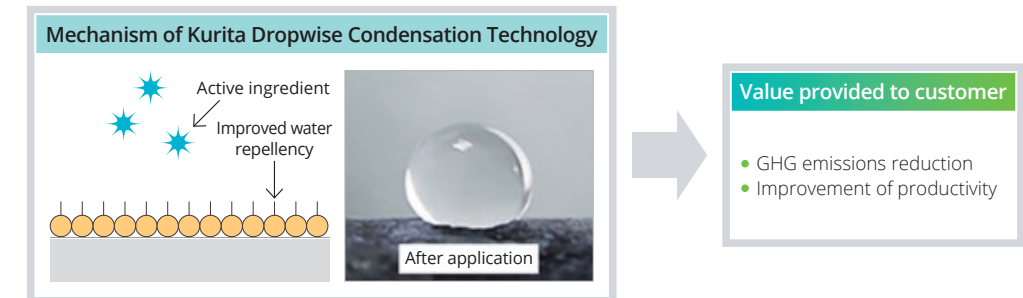 Mechanism of Kurita Dropwise Condensation Technology
Active ingredient
Improved water
repellency
After application
Value provided to customer
• GHG emissions reduction
• Improvement of productivity